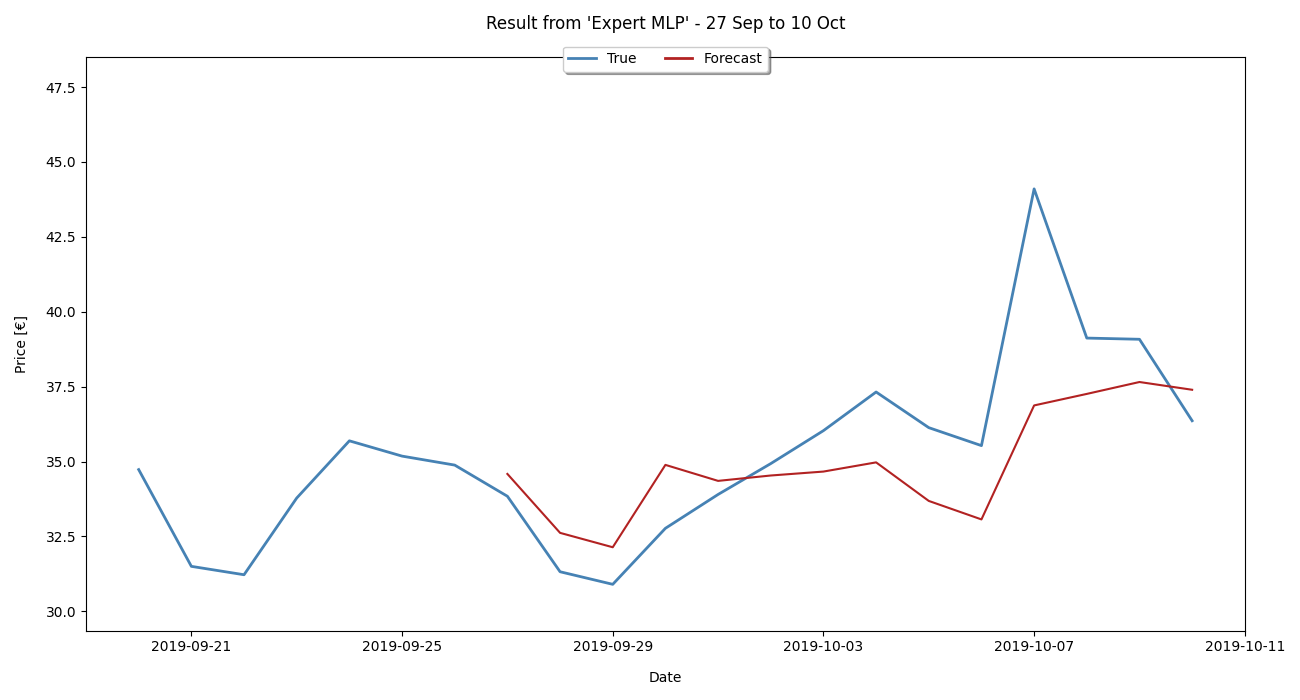 Result from 'Expert MLP' - 27 Sep to 10 Oct
True Forecast
47.5
45.0
42.5
40.0
37.5
35.0
32.5
30.0
Price [€]
2019-09-21 2019-09-25 2019-09-29 2019-10-03 2019-10-07 2019-10-11
Date